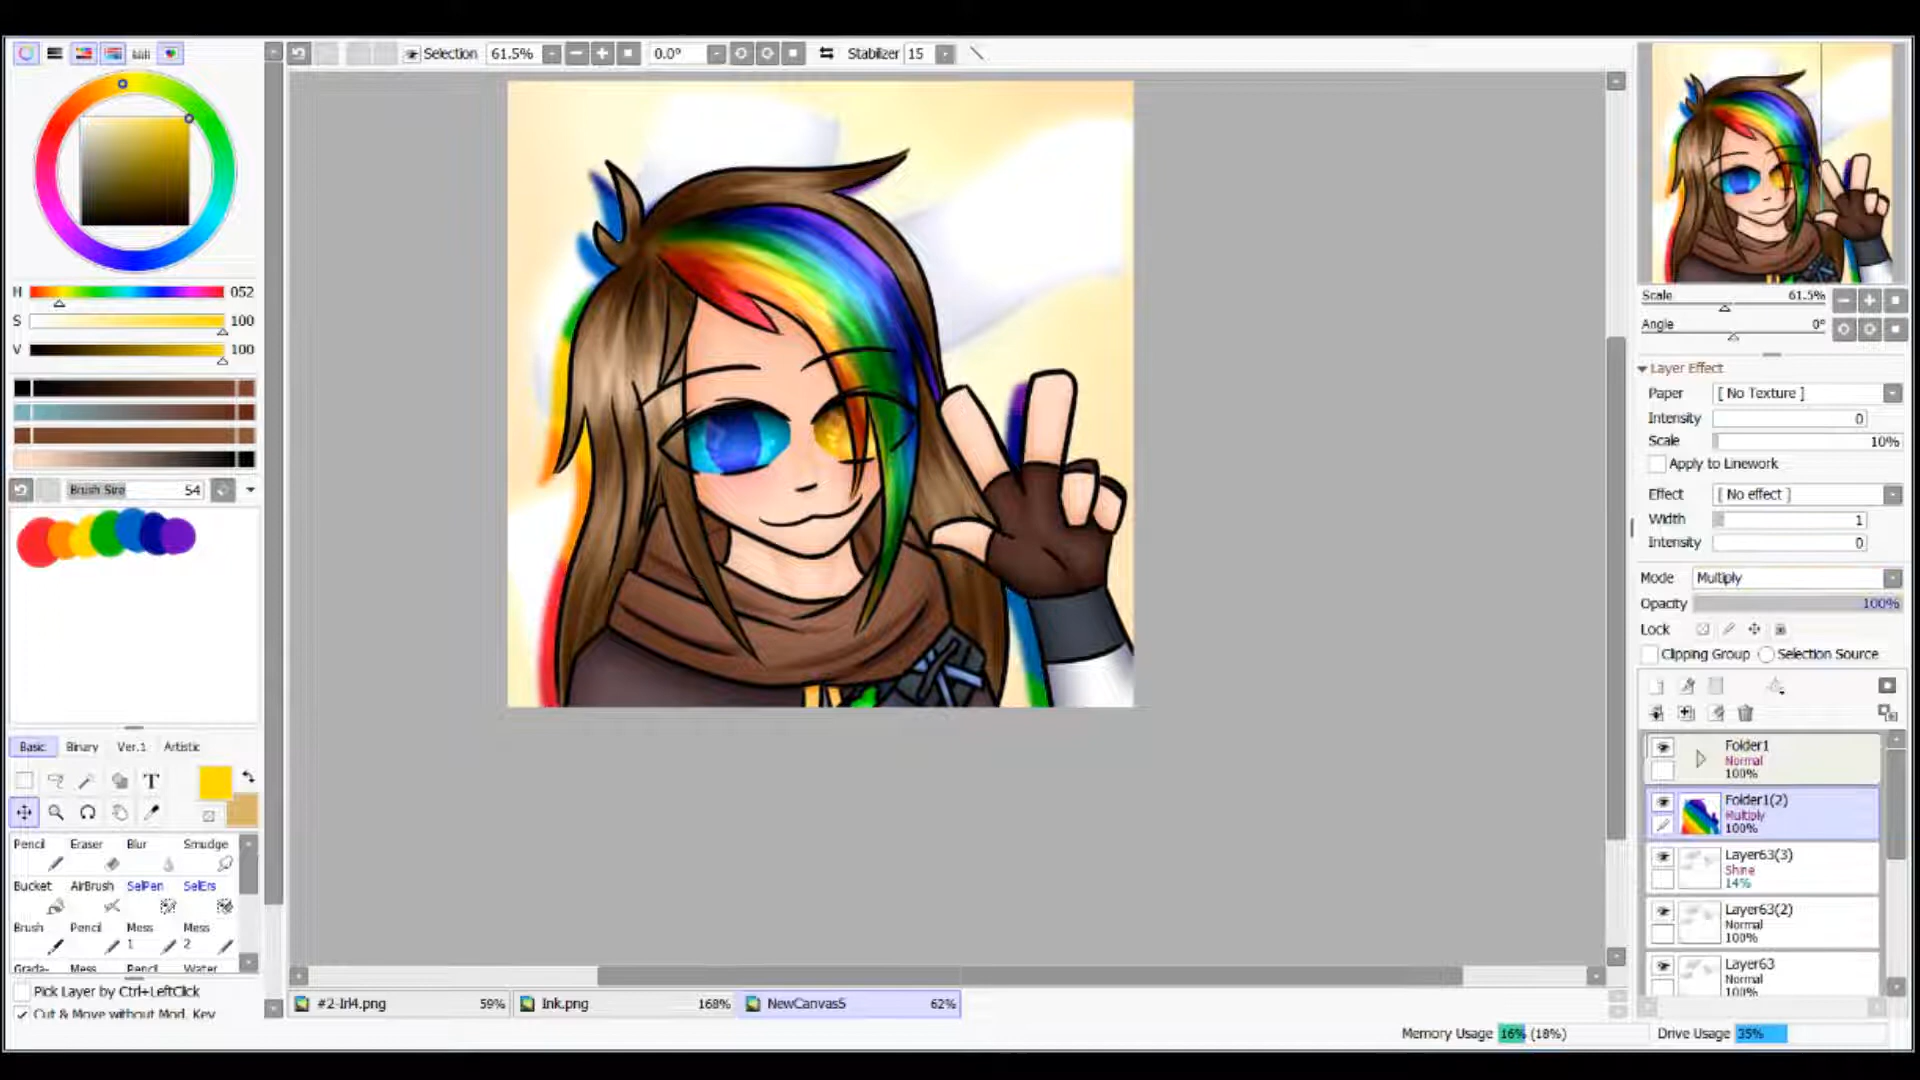 Selection 61.5% 0.0° Stabilizer 15
H 052
S 100
V 100
Brush Size 54
Basic Binary Ver.1 Artistic
T
Pencil Eraser Blur Smudge
Bucket AirBrush SelPen SelErs
Brush Pencil Mess 1 Mess 2
Grada- Mess Pencil Water
Pick Layer by Ctrl+LeftClick
Cut & Move without Mod. Key
#2-Irl4.png 59% Ink.png 168% NewCanvas5 62%
Scale 61.5%
Angle 0°
Layer Effect
Paper [ No Texture ]
Intensity 0
Scale 10%
Apply to Linework
Effect [ No effect ]
Width 1
Intensity 0
Mode Multiply
Opacity 100%
Lock
Clipping Group Selection Source
Folder1
Normal
100%
Folder1(2)
Multiply
100%
Layer63(3)
Shine
14%
Layer63(2)
Normal
100%
Layer63
Normal
100%
Memory Usage 16% (18%) Drive Usage 35%